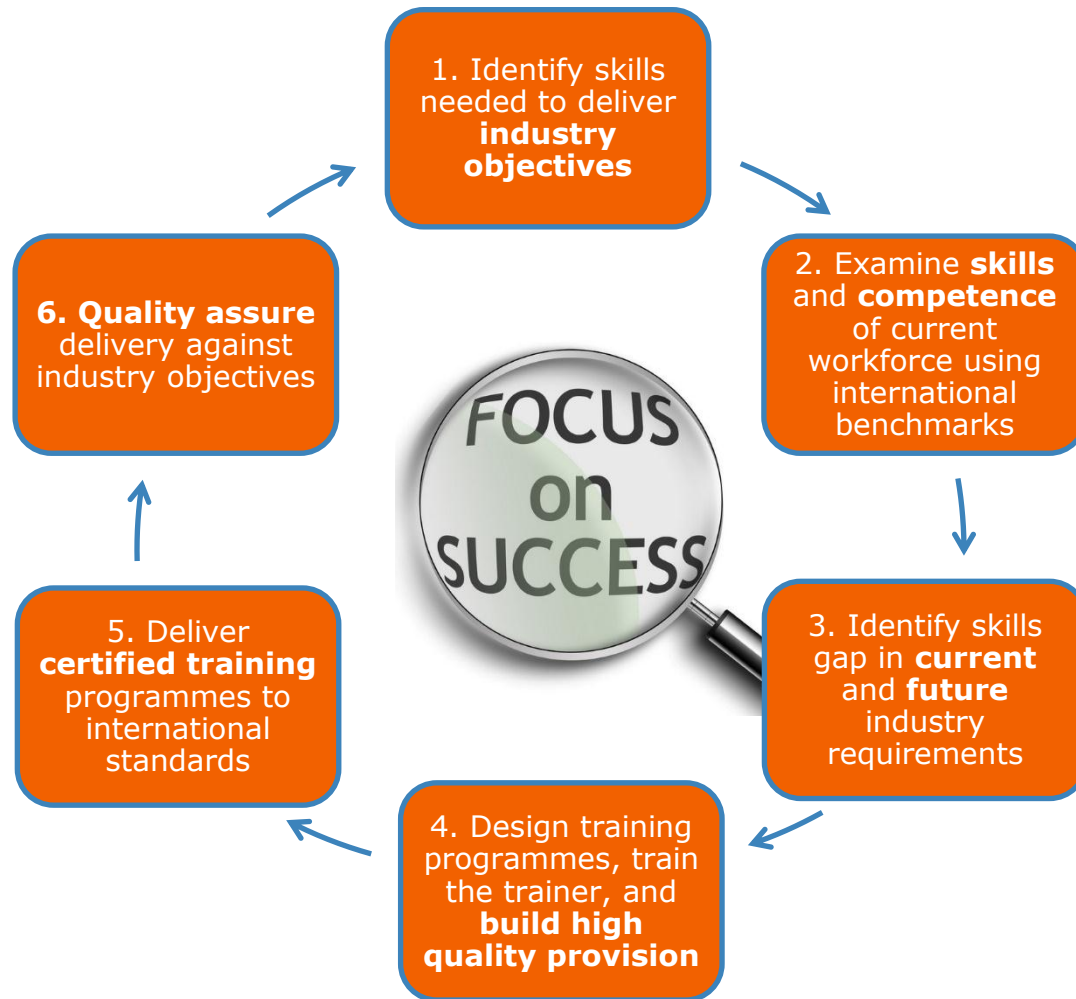 1. Identify skills
needed to deliver
industry
objectives
2. Examine skills
and competence
of current
workforce using
international
benchmarks
3. Identify skills
gap in current
and future
industry
requirements
4. Design training
programmes, train
the trainer, and
build high
quality provision
5. Deliver
certified training
programmes to
international
standards
6. Quality assure
delivery against
industry objectives
FOCUS
on
SUCCESS